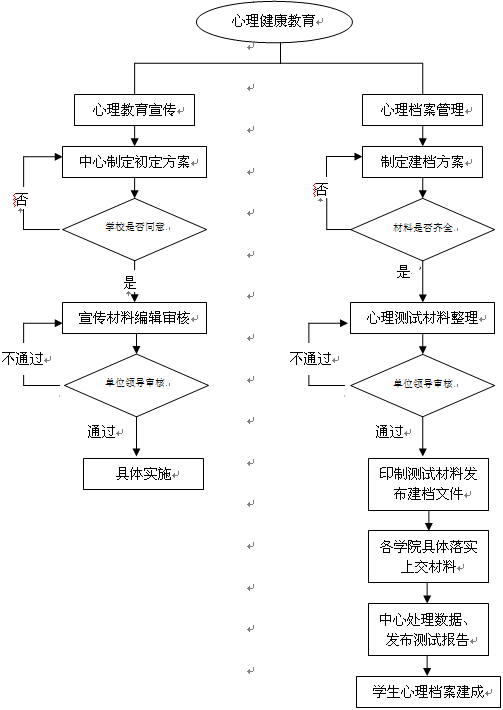 心理健康教育
心理教育宣传
中心制定初定方案
否
学校是否同意.
是
宣传材料编辑审核
不通过
单位领导审核.
通过
具体实施
心理档案管理
制定建档方案
否
材料是否齐全.
是
心理测试材料整理
不通过
单位领导审核.
通过
印制测试材料发
布建档文件
各学院具体落实
上交材料
中心处理数据、
发布测试报告
学生心理档案建成